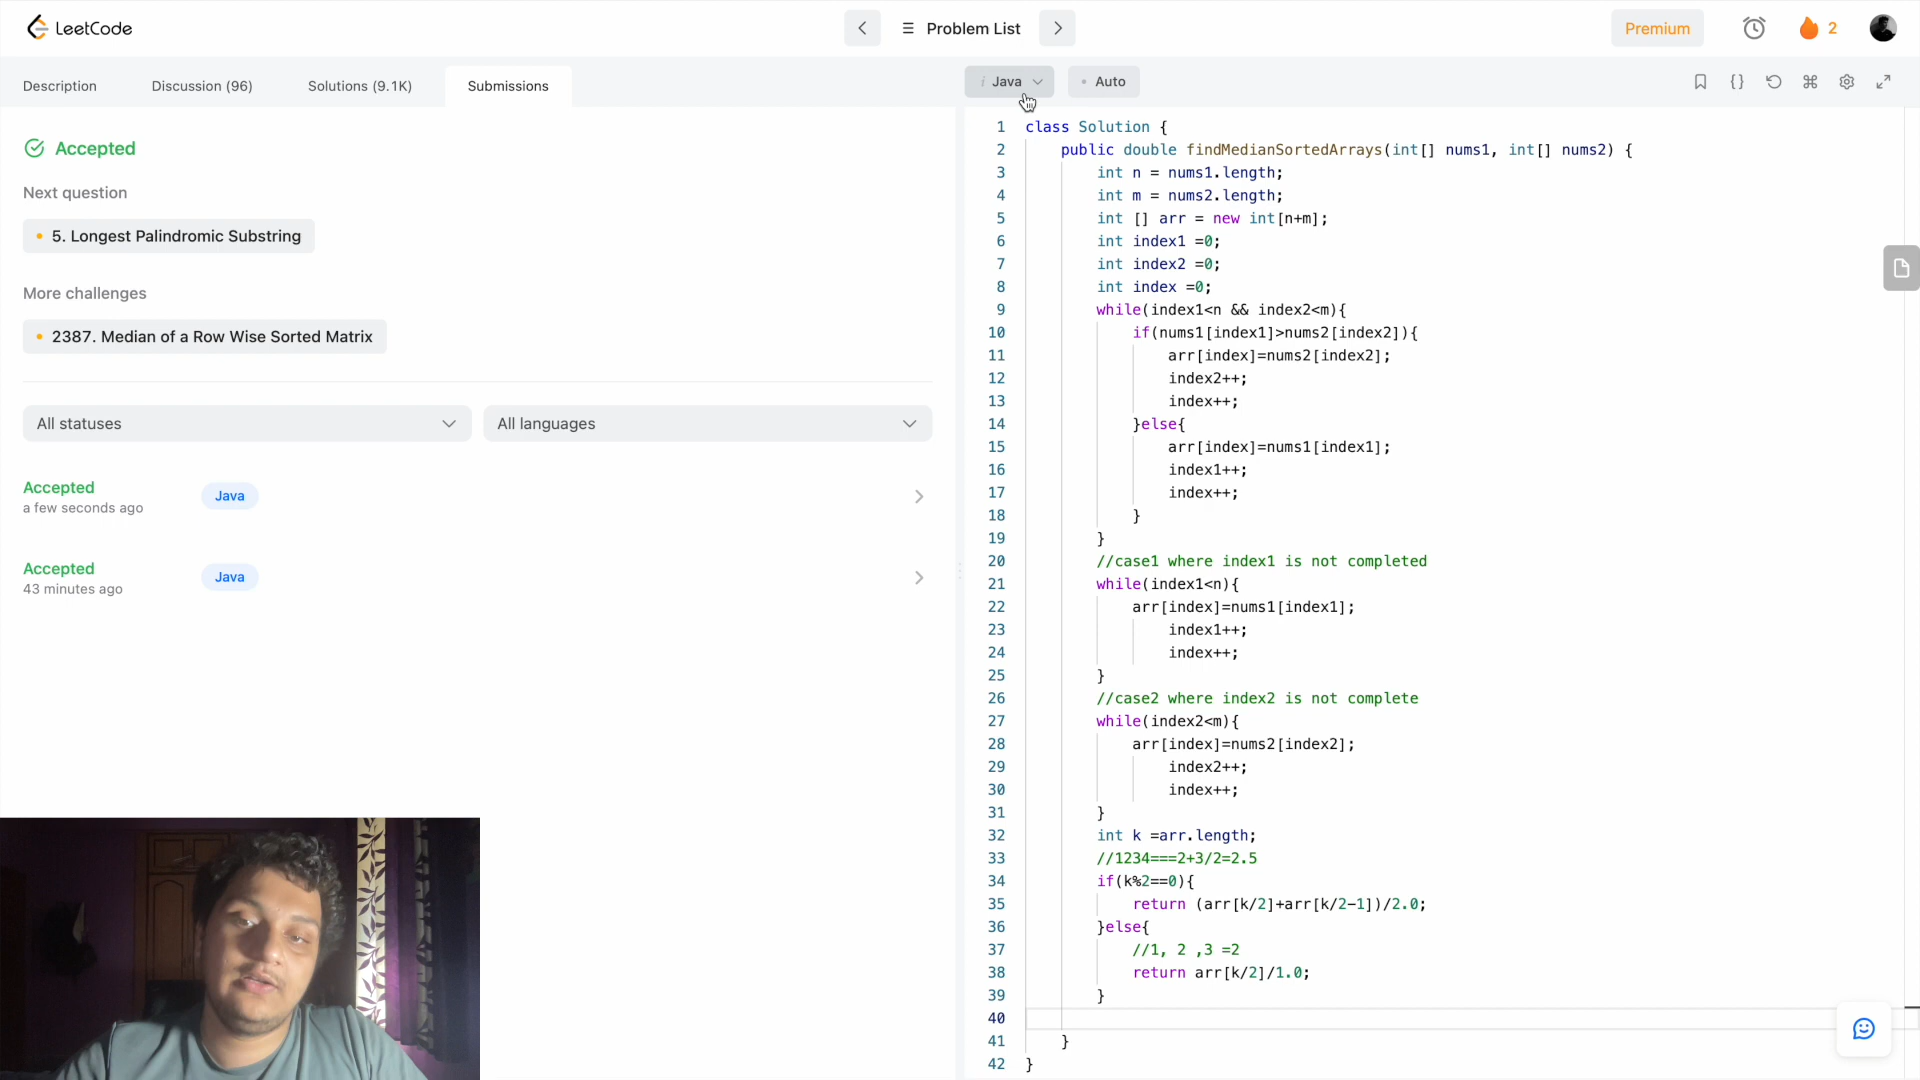 LeetCode
Problem List
Premium
2
Description
Discussion (96)
Solutions (9.1K)
Submissions
Accepted
Next question
5. Longest Palindromic Substring
More challenges
2387. Median of a Row Wise Sorted Matrix
All statuses
All languages
Accepted
a few seconds ago
Java
Accepted
43 minutes ago
Java
i Java
Auto
{}
1 class Solution {
2 public double findMedianSortedArrays(int[] nums1, int[] nums2) {
3 int n = nums1.length;
4 int m = nums2.length;
5 int [] arr = new int[n+m];
6 int index1 =0;
7 int index2 =0;
8 int index =0;
9 while(index1<n && index2<m){
10 if(nums1[index1]>nums2[index2]){
11 arr[index]=nums2[index2];
12 index2++;
13 index++;
14 }else{
15 arr[index]=nums1[index1];
16 index1++;
17 index++;
18 }
19 }
20 //case1 where index1 is not completed
21 while(index1<n){
22 arr[index]=nums1[index1];
23 index1++;
24 index++;
25 }
26 //case2 where index2 is not complete
27 while(index2<m){
28 arr[index]=nums2[index2];
29 index2++;
30 index++;
31 }
32 int k =arr.length;
33 //1234===2+3/2=2.5
34 if(k%2==0){
35 return (arr[k/2]+arr[k/2-1])/2.0;
36 }else{
37 //1, 2 ,3 =2
38 return arr[k/2]/1.0;
39 }
40
41 }
42 }